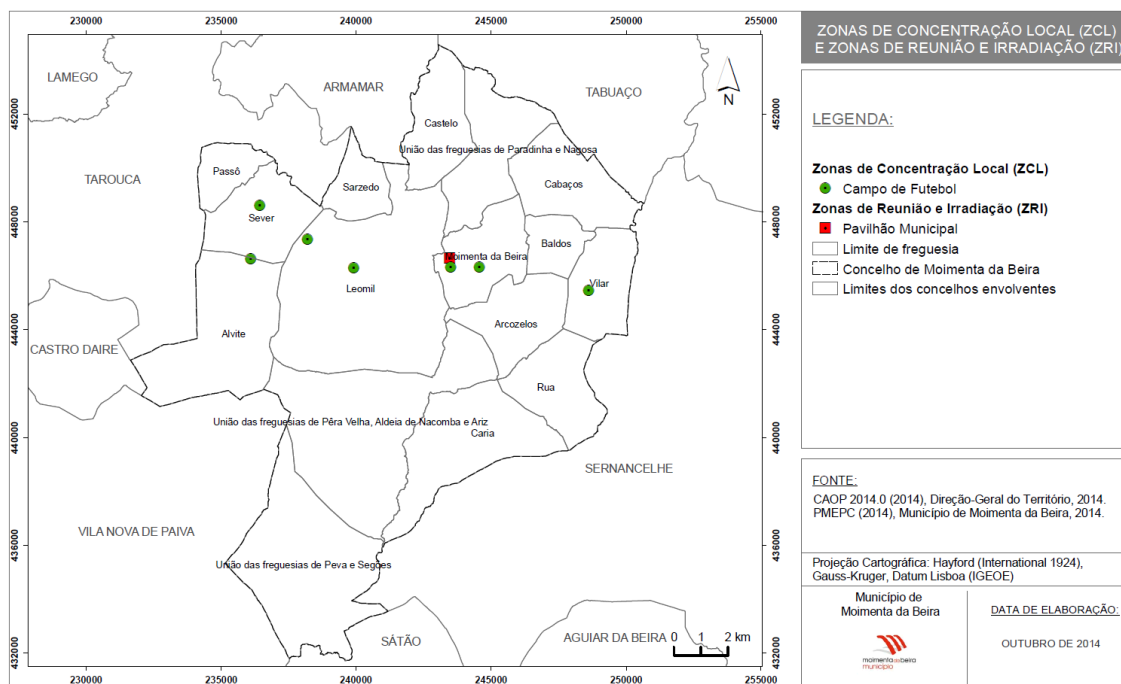 230000 235000 240000 245000 250000 255000
ZONAS DE CONCENTRAÇÃO LOCAL (ZCL)
E ZONAS DE REUNIÃO E IRRADIAÇÃO (ZRI)
LAMEGO
ARMAMAR
TABUAÇO
N
452000
452000
Castelo
União das freguesias de Paradinha e Nagosa
Passô
TAROUCA
Sarzedo
Cabaços
448000
448000
Sever
Baldos
Moimenta da Beira
Leomil
Vilar
444000
444000
Arcozelos
Alvite
CASTRO DAIRE
Rua
União das freguesias de Pêra Velha, Aldeia de Nacomba e Ariz
Caria
440000
440000
SERNANCELHE
VILA NOVA DE PAIVA
436000
436000
União das freguesias de Peva e Segões
SÁTÃO
AGUIAR DA BEIRA
0 1 2 km
432000
432000
230000 235000 240000 245000 250000 255000
LEGENDA:
Zonas de Concentração Local (ZCL)
Campo de Futebol
Zonas de Reunião e Irradiação (ZRI)
Pavilhão Municipal
Limite de freguesia
Concelho de Moimenta da Beira
Limites dos concelhos envolventes
FONTE:
CAOP 2014.0 (2014), Direção-Geral do Território, 2014.
PMEPC (2014), Município de Moimenta da Beira, 2014.
Projeção Cartográfica: Hayford (International 1924),
Gauss-Kruger, Datum Lisboa (IGEOE)
Município de
Moimenta da Beira
moimenta da beira
município
DATA DE ELABORAÇÃO:
OUTUBRO DE 2014